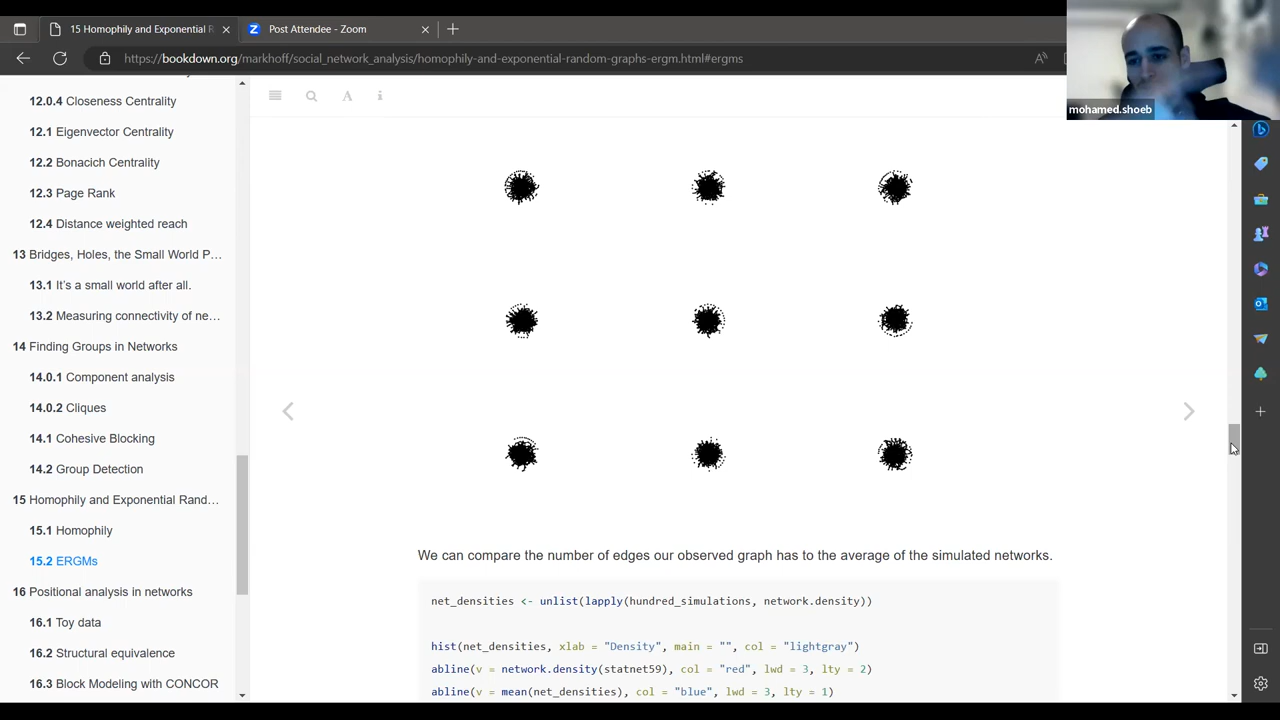 15 Homophily and Exponential R
Post Attendee - Zoom
https://bookdown.org/markhoff/social_network_analysis/homophily-and-exponential-random-graphs-ergm.html#ergms
mohamed.shoeb
12.0.4 Closeness Centrality
12.1 Eigenvector Centrality
12.2 Bonacich Centrality
12.3 Page Rank
12.4 Distance weighted reach
13 Bridges, Holes, the Small World P…
13.1 It's a small world after all.
13.2 Measuring connectivity of ne…
14 Finding Groups in Networks
14.0.1 Component analysis
14.0.2 Cliques
14.1 Cohesive Blocking
14.2 Group Detection
15 Homophily and Exponential Rand…
15.1 Homophily
15.2 ERGMs
16 Positional analysis in networks
16.1 Toy data
16.2 Structural equivalence
16.3 Block Modeling with CONCOR
We can compare the number of edges our observed graph has to the average of the simulated networks.
net_densities <- unlist(lapply(hundred_simulations, network.density))
hist(net_densities, xlab = "Density", main = "", col = "lightgray")
abline(v = network.density(statnet59), col = "red", lwd = 3, lty = 2)
abline(v = mean(net_densities), col = "blue", lwd = 3, lty = 1)